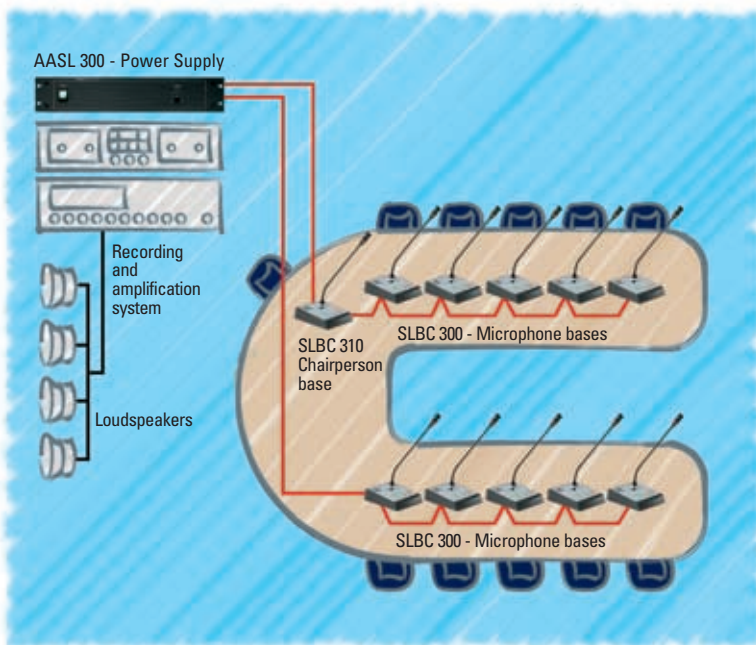 AASL 300 - Power Supply
Recording
and
amplification
system
Loudspeakers
SLBC 310
Chairperson
base
SLBC 300 - Microphone bases
SLBC 300 - Microphone bases